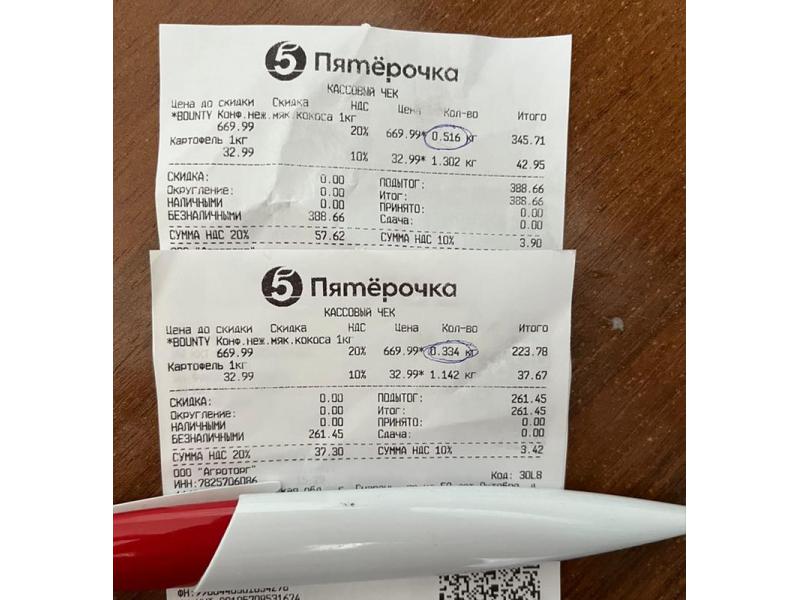 5 Пятёрочка
КАССОВЫЙ ЧЕК
Цена до скидки Скидка НДС Цена Кол-во Итого
*BOUNTY Конф.неж.мяк.кокоса 1кг
669.99 20% 669.99* 0.516 кг 345.71
Картофель 1кг
32.99 10% 32.99* 1.302 кг 42.95
СКИДКА: 0.00 ПОДЫТОГ: 388.66
Округление: 0.00 Итог: 388.66
НАЛИЧНЫМИ 0.00 ПРИНЯТО: 0.00
БЕЗНАЛИЧНЫМИ 388.66 Сдача: 0.00
СУММА НДС 20% 57.62 СУММА НДС 10% 3.90
5 Пятёрочка
КАССОВЫЙ ЧЕК
Цена до скидки Скидка НДС Цена Кол-во Итого
*BOUNTY Конф.неж.мяк.кокоса 1кг
669.99 20% 669.99* 0.334 кг 223.78
Картофель 1кг
32.99 10% 32.99* 1.142 кг 37.67
СКИДКА: 0.00 ПОДЫТОГ: 261.45
Округление: 0.00 Итог: 261.45
НАЛИЧНЫМИ 0.00 ПРИНЯТО: 0.00
БЕЗНАЛИЧНЫМИ 261.45 Сдача: 0.00
СУММА НДС 20% 37.30 СУММА НДС 10% 3.42
ООО "Агроторг" Код: 30L8
ИНН:7825706086